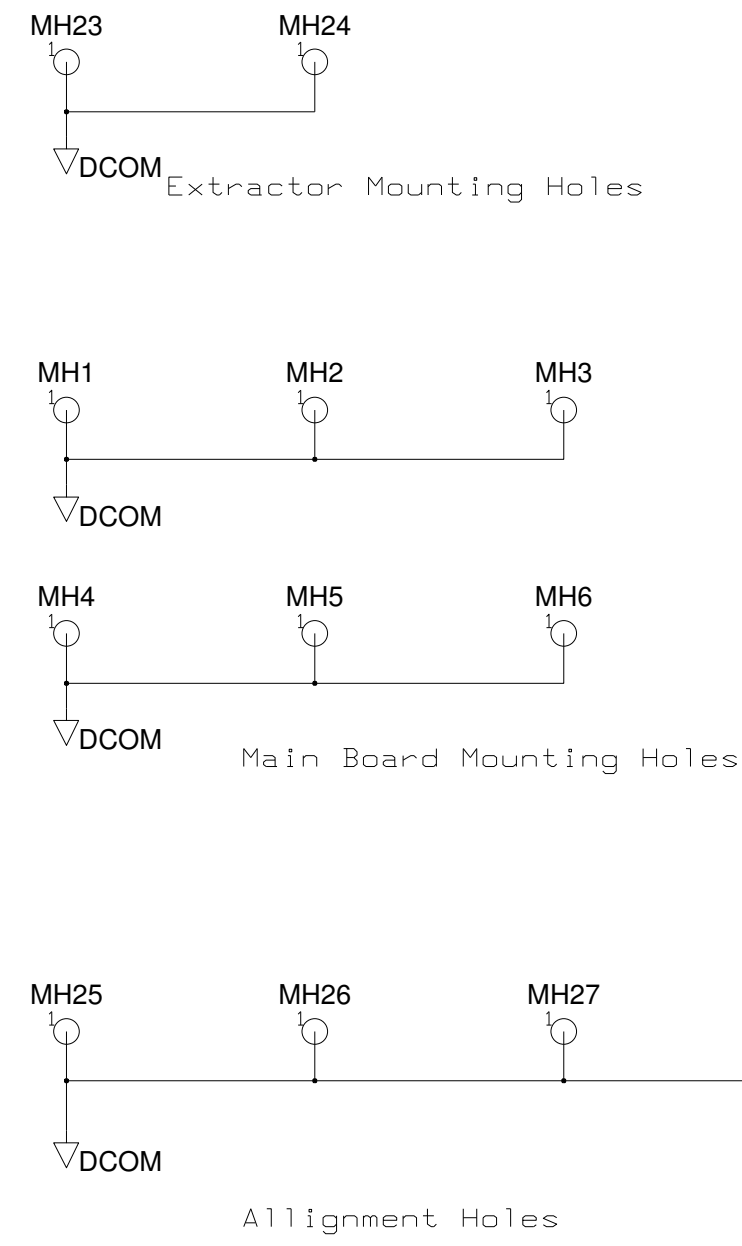 MH23 MH24
1 1
DCOM
Extractor Mounting Holes
MH1 MH2 MH3
1 1 1
DCOM
MH4 MH5 MH6
1 1 1
DCOM
Main Board Mounting Holes
MH25 MH26 MH27
1 1 1
DCOM
Allignment Holes